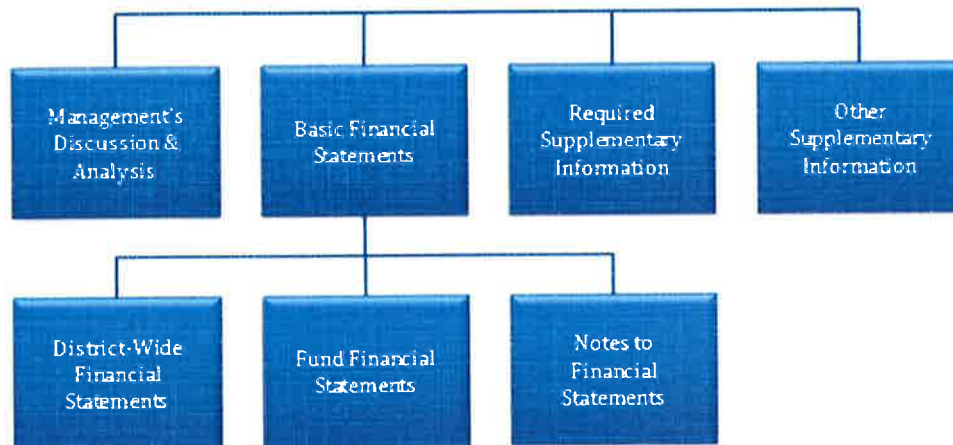 Management's
Discussion &
Analysis
Basic Financial
Statements
Required
Supplementary
Information
Other
Supplementary
Information
District-Wide
Financial
Statements
Fund Financial
Statements
Notes to
Financial
Statements